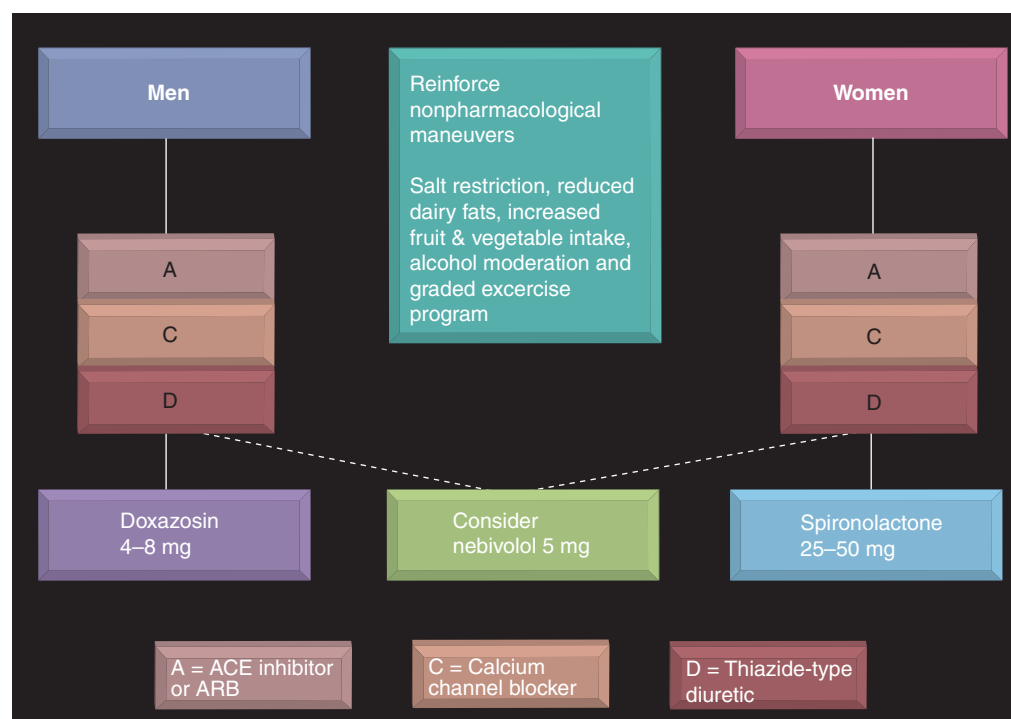 Men
Reinforce
nonpharmacological
maneuvers
Salt restriction, reduced
dairy fats, increased
fruit & vegetable intake,
alcohol moderation and
graded excercise
program
Women
A
C
D
A
C
D
Doxazosin
4–8 mg
Consider
nebivolol 5 mg
Spironolactone
25–50 mg
A = ACE inhibitor
or ARB
C = Calcium
channel blocker
D = Thiazide-type
diuretic